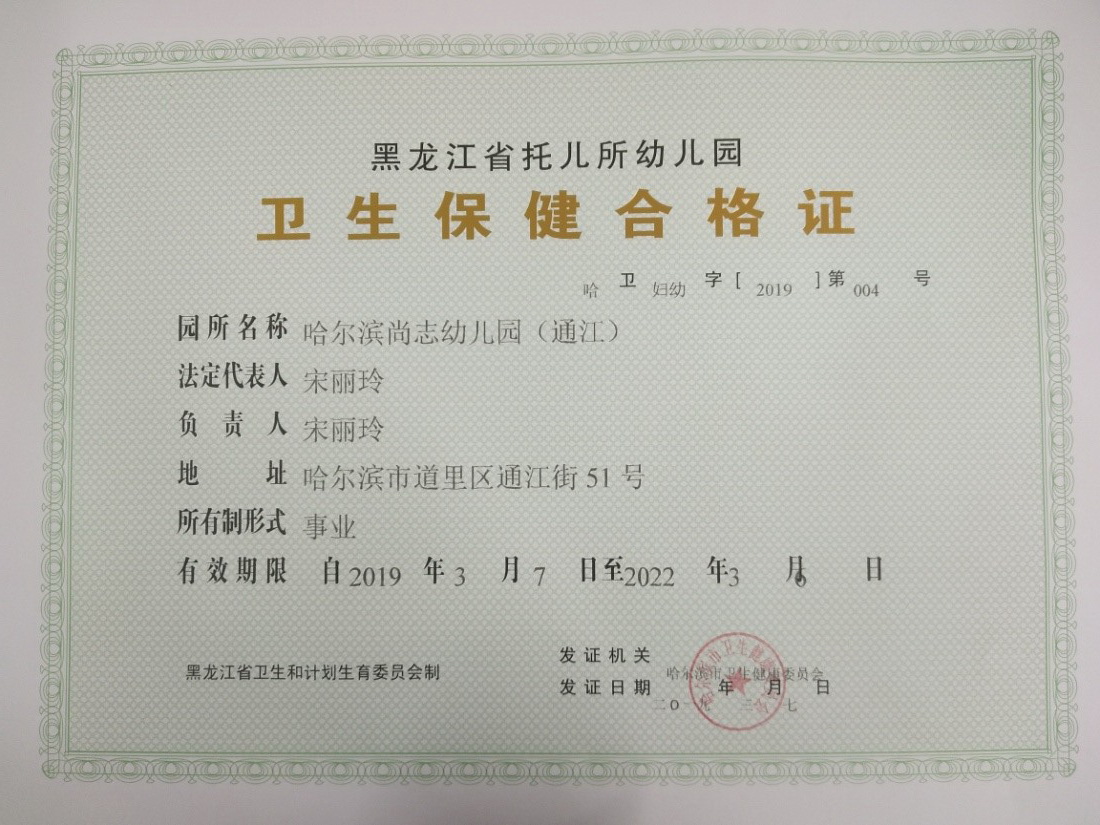 黑龙江省托儿所幼儿园
卫生保健合格证
哈 卫 妇幼 字 [ 2019 ] 第 004 号
园所名称 哈尔滨尚志幼儿园（通江）
法定代表人 宋丽玲
负责人 宋丽玲
地址 哈尔滨市道里区通江街 51 号
所有制形式 事业
有效期限 自 2019 年 3 月 7 日至 2022 年 3 月 6 日
发证机关 哈尔滨市卫生健康委员会
黑龙江省卫生和计划生育委员会制
发证日期 二〇一九 年 三 月 七 日